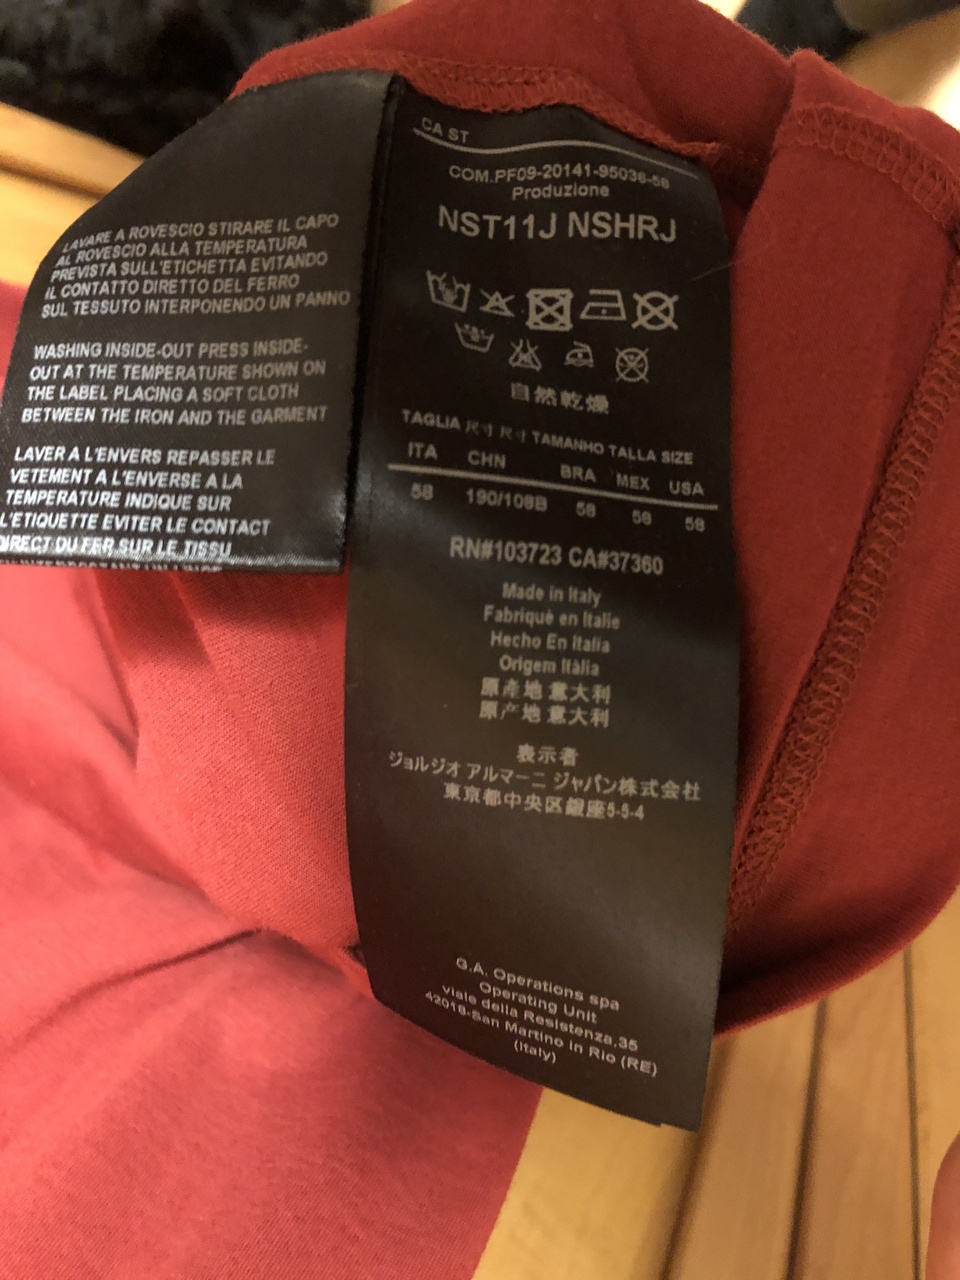 LAVARE A ROVESCIO STIRARE IL CAPO
AL ROVESCIO ALLA TEMPERATURA
PREVISTA SULL'ETICHETTA EVITANDO
IL CONTATTO DIRETTO DEL FERRO
SUL TESSUTO INTERPONENDO UN PANNO
WASHING INSIDE-OUT PRESS INSIDE-
OUT AT THE TEMPERATURE SHOWN ON
THE LABEL PLACING A SOFT CLOTH
BETWEEN THE IRON AND THE GARMENT
LAVER A L'ENVERS REPASSER LE
VETEMENT A L'ENVERSE A LA
TEMPERATURE INDIQUE SUR
L'ETIQUETTE EVITER LE CONTACT
DIRECT DU FER SUR LE TISSU
CA ST
COM.PF09-20141-95036-58
Produzione
NST11J NSHRJ
自然乾燥
TAGLIA 尺寸 尺寸 TAMANHO TALLA SIZE
ITA CHN BRA MEX USA
58 190/108B 58 58 58
RN#103723 CA#37360
Made in Italy
Fabriqué en Italie
Hecho En Italia
Origem Itàlia
原產地 意大利
原产地 意大利
表示者
ジョルジオ アルマーニ ジャパン株式会社
東京都中央区銀座5-5-4
G.A. Operations spa
Operating Unit
viale della Resistenza,35
42018-San Martino in Rio (RE)
(Italy)